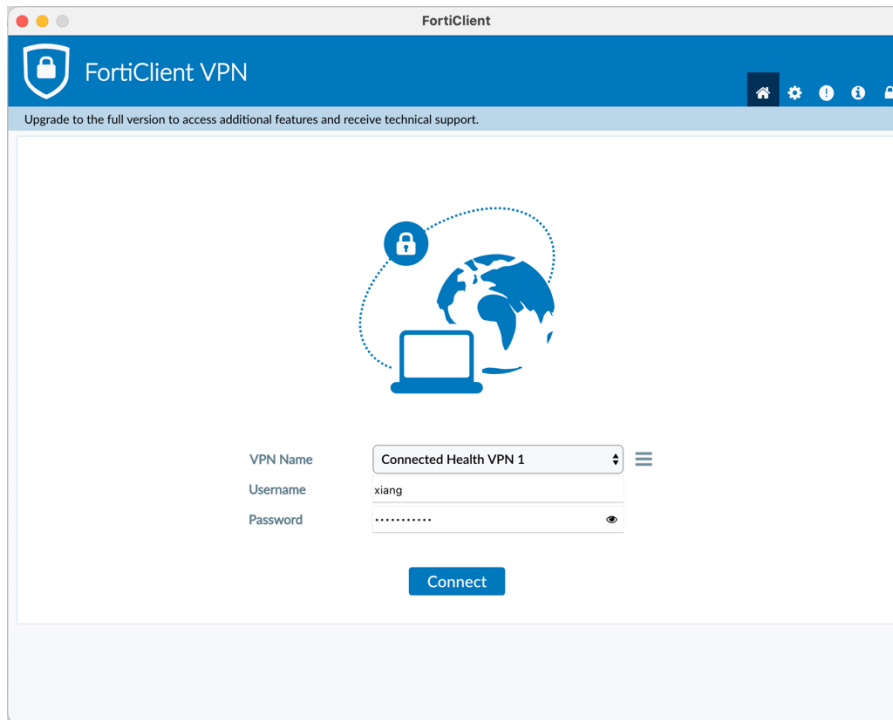 FortiClient
FortiClient VPN
Upgrade to the full version to access additional features and receive technical support.
VPN Name Connected Health VPN 1
Username xiang
Password •••••••••••
Connect